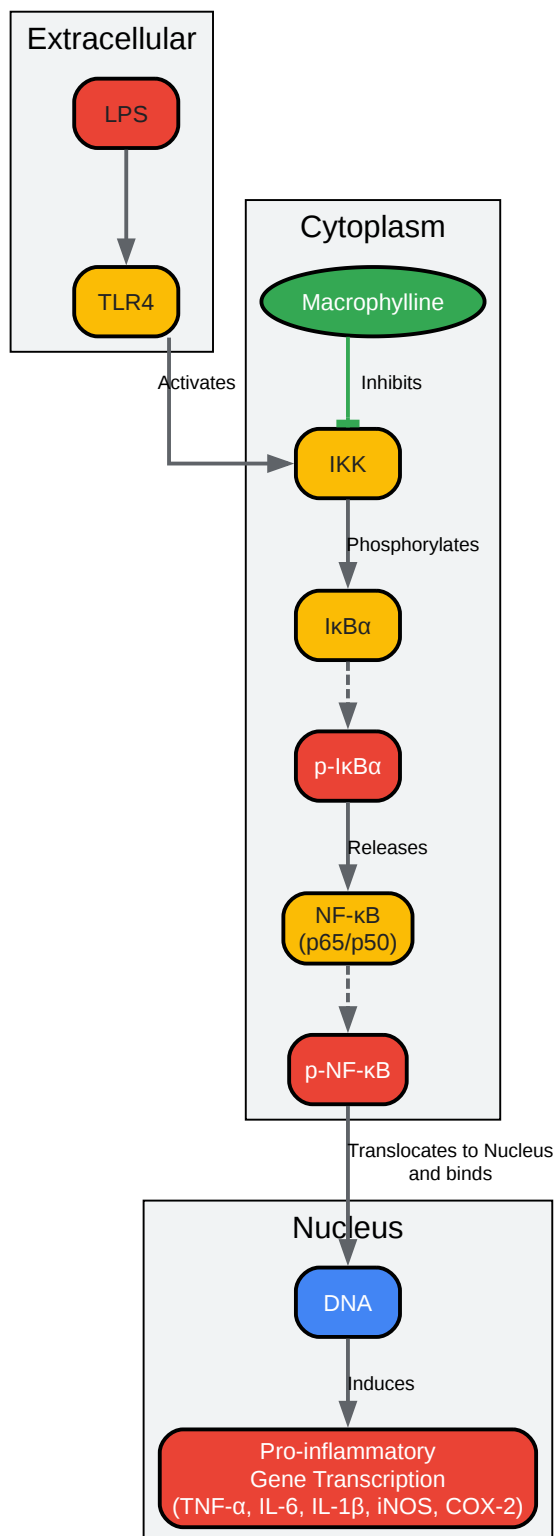 Extracellular
LPS
TLR4
Activates
Cytoplasm
Macrophylline
Inhibits
IKK
Phosphorylates
IκBα
p-IκBα
Releases
NF-κB
(p65/p50)
p-NF-κB
Translocates to Nucleus
and binds
Nucleus
DNA
Induces
Pro-inflammatory
Gene Transcription
(TNF-α, IL-6, IL-1β, iNOS, COX-2)